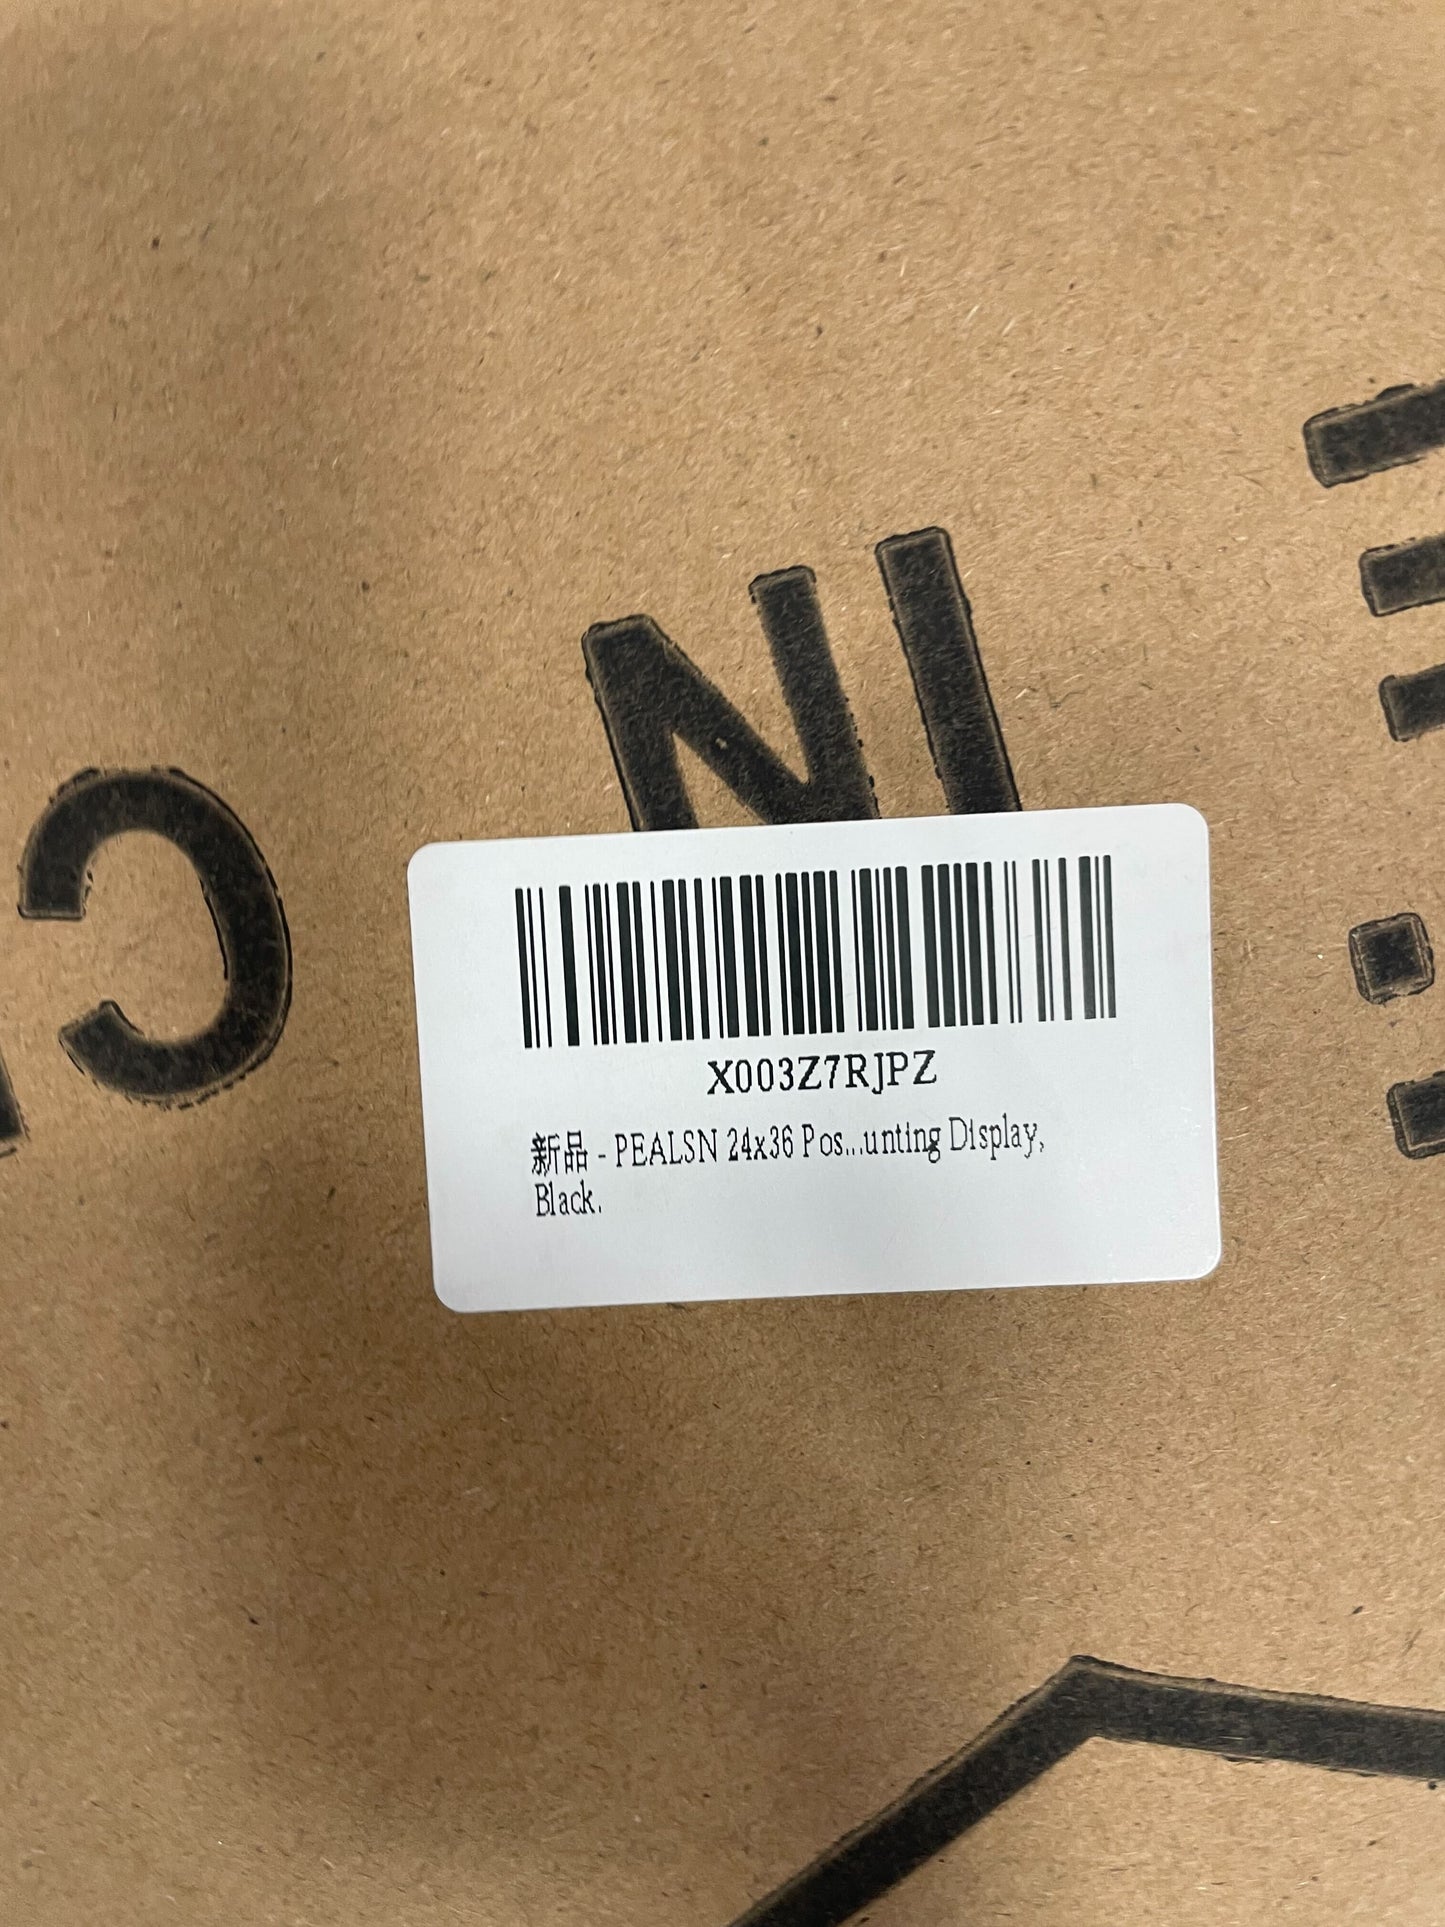 X003Z7RJPZ
新品 - PEALSN 24x36 Pos...unting Display,
Black.